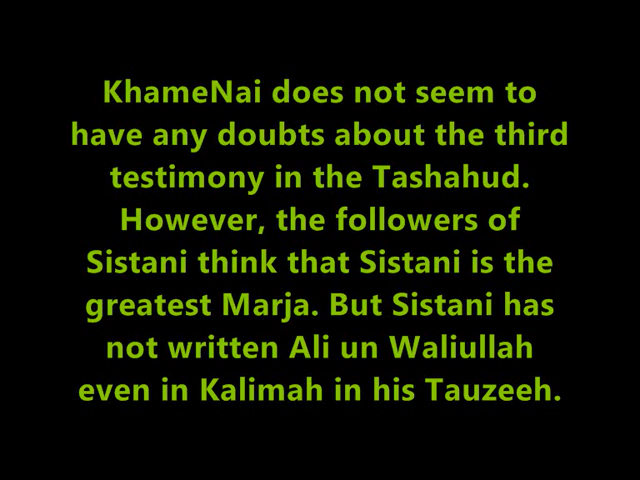 KhameNai does not seem to
have any doubts about the third
testimony in the Tashahud.
However, the followers of
Sistani think that Sistani is the
greatest Marja. But Sistani has
not written Ali un Waliullah
even in Kalimah in his Tauzeeh.